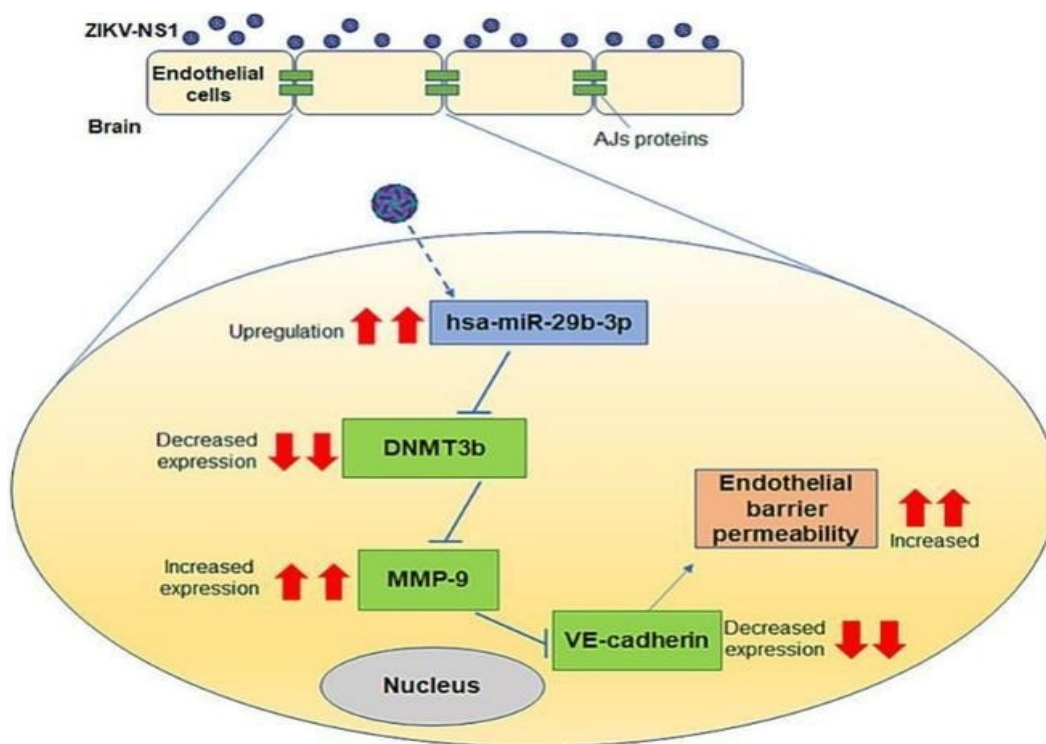 ZIKV-NS1
Endothelial
cells
Brain
AJs proteins
Upregulation
hsa-miR-29b-3p
Decreased
expression
DNMT3b
Endothelial
barrier
permeability
Increased
Increased
expression
MMP-9
VE-cadherin
Decreased
expression
Nucleus